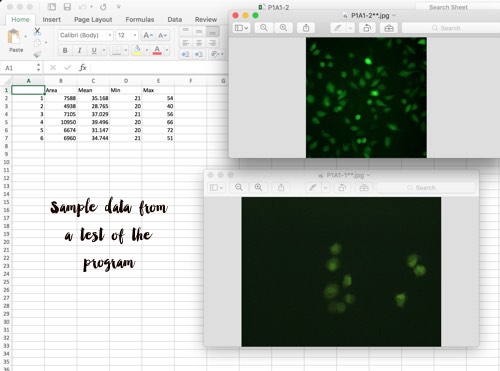 P1A1-2
Search Sheet
Home Insert Page Layout Formulas Data Review
Calibri (Body) 12
Paste B I U
A1 fx
A B C D E F G
1 Area Mean Min Max
2 1 7588 35.168 21 54
3 2 4938 28.765 20 40
4 3 7105 37.029 21 56
5 4 10950 39.496 20 66
6 5 6674 31.147 20 72
7 6 6960 34.744 21 51
8
9
10
11
12
13
14
15
16
17
18
19
20
21
22
23
24
25
26
27
28
29
30
31
32
33
34
35
36
Sample data from
a test of the
program
P1A1-2**.jpg
Search
P1A1-1**.jpg
Search